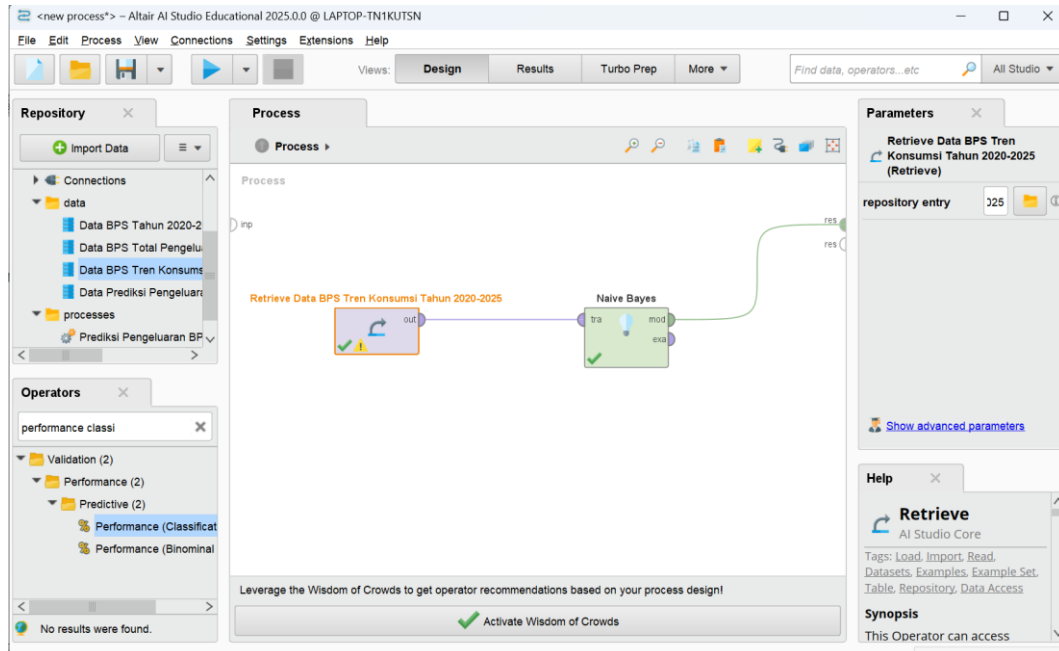 <new process*> – Altair AI Studio Educational 2025.0.0 @ LAPTOP-TN1KUTSN
File Edit Process View Connections Settings Extensions Help
Views: Design Results Turbo Prep More
Find data, operators...etc
All Studio
Repository
Import Data
Connections
data
Data BPS Tahun 2020-2
Data BPS Total Pengelu
Data BPS Tren Konsums
Data Prediksi Pengeluara
processes
Prediksi Pengeluaran BP
Operators
performance classi
Validation (2)
Performance (2)
Predictive (2)
Performance (Classificat
Performance (Binominal
No results were found.
Process
Process
Process
inp
res
res
Retrieve Data BPS Tren Konsumsi Tahun 2020-2025
out
Naive Bayes
tra
mod
exa
Leverage the Wisdom of Crowds to get operator recommendations based on your process design!
Activate Wisdom of Crowds
Parameters
Retrieve Data BPS Tren
Konsumsi Tahun 2020-2025
(Retrieve)
repository entry
025
Show advanced parameters
Help
Retrieve
AI Studio Core
Tags: Load, Import, Read,
Datasets, Examples, Example Set,
Table, Repository, Data Access
Synopsis
This Operator can access